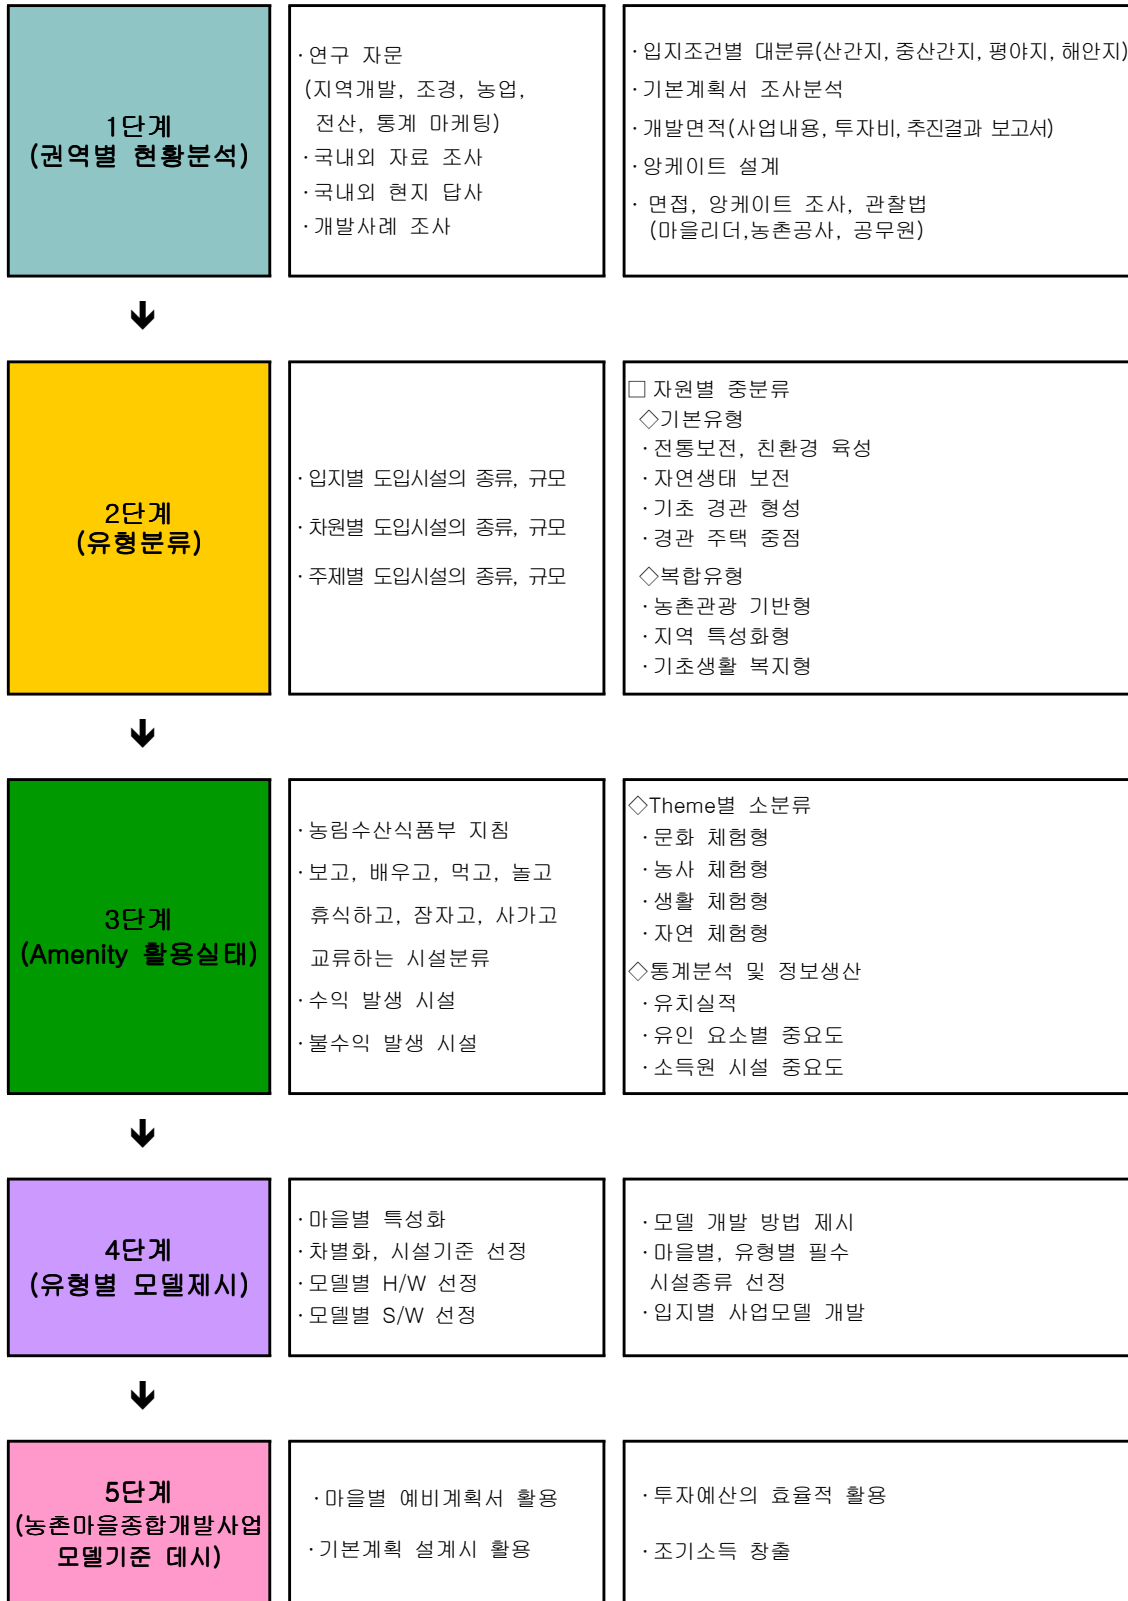 1단계
(권역별 현황분석)
·연구 자문
(지역개발, 조경, 농업,
전산, 통계 마케팅)
·국내외 자료 조사
·국내외 현지 답사
·개발사례 조사
·입지조건별 대분류(산간지, 중산간지, 평야지, 해안지)
·기본계획서 조사분석
·개발면적(사업내용, 투자비, 추진결과 보고서)
·앙케이트 설계
· 면접, 앙케이트 조사, 관찰법
(마을리더,농촌공사, 공무원)
2단계
(유형분류)
·입지별 도입시설의 종류, 규모
·차원별 도입시설의 종류, 규모
·주제별 도입시설의 종류, 규모
□ 자원별 중분류
◇기본유형
·전통보전, 친환경 육성
·자연생태 보전
·기초 경관 형성
·경관 주택 중점
◇복합유형
·농촌관광 기반형
·지역 특성화형
·기초생활 복지형
3단계
(Amenity 활용실태)
·농림수산식품부 지침
·보고, 배우고, 먹고, 놀고
휴식하고, 잠자고, 사가고
교류하는 시설분류
·수익 발생 시설
·불수익 발생 시설
◇Theme별 소분류
·문화 체험형
·농사 체험형
·생활 체험형
·자연 체험형
◇통계분석 및 정보생산
·유치실적
·유인 요소별 중요도
·소득원 시설 중요도
4단계
(유형별 모델제시)
·마을별 특성화
·차별화, 시설기준 선정
·모델별 H/W 선정
·모델별 S/W 선정
·모델 개발 방법 제시
·마을별, 유형별 필수
시설종류 선정
·입지별 사업모델 개발
5단계
(농촌마을종합개발사업
모델기준 데시)
·마을별 예비계획서 활용
·기본계획 설계시 활용
·투자예산의 효율적 활용
·조기소득 창출